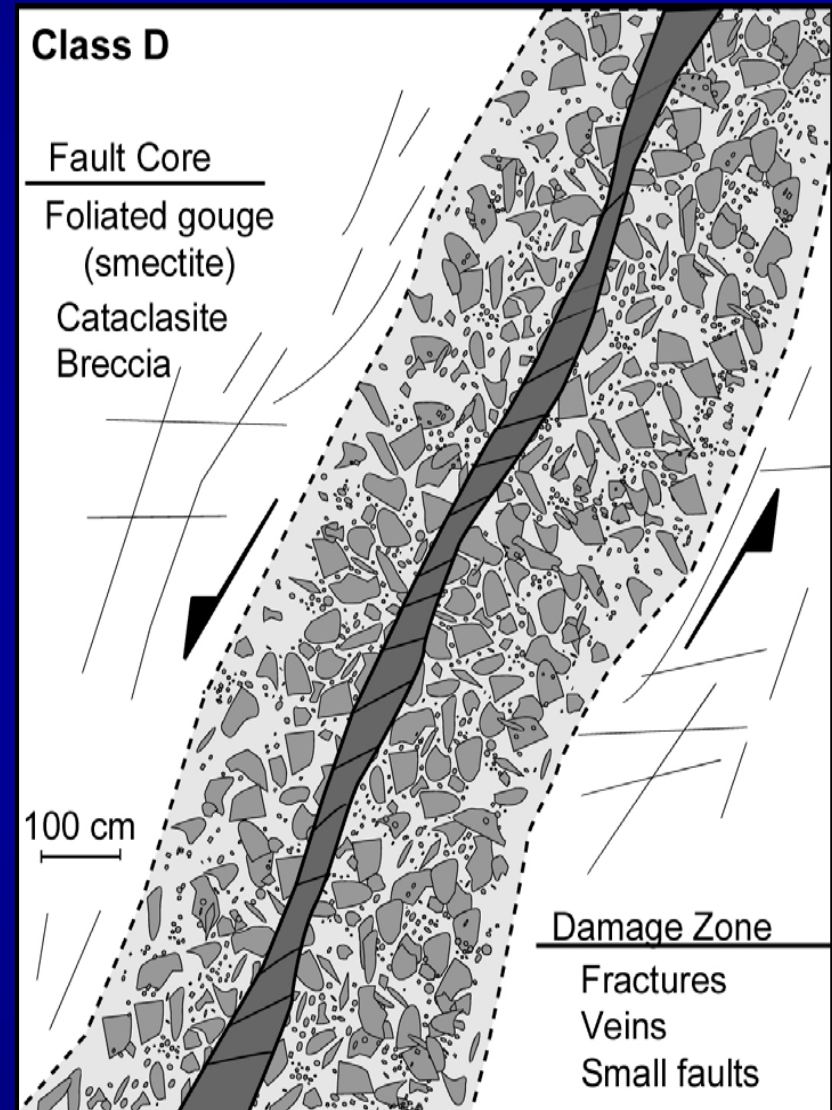 Class D
Fault Core
Foliated gouge
(smectite)
Cataclasite
Breccia
100 cm
Damage Zone
Fractures
Veins
Small faults